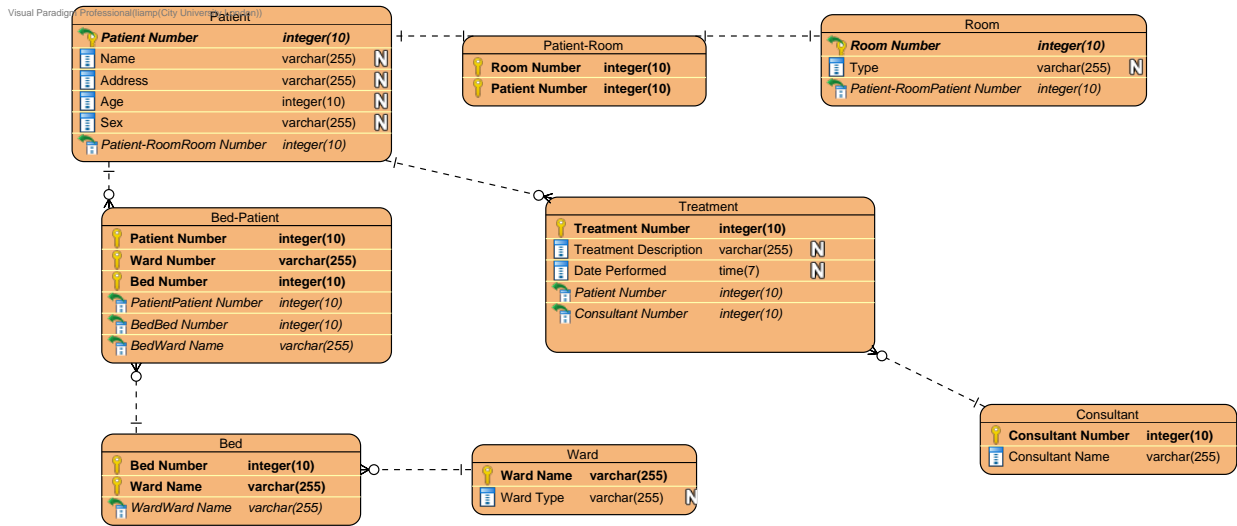 Visual Paradigm Professional(liamp(City University London))
Patient
Patient Number integer(10)
Name varchar(255) N
Address varchar(255) N
Age integer(10) N
Sex varchar(255) N
Patient-RoomRoom Number integer(10)
Patient-Room
Room Number integer(10)
Patient Number integer(10)
Room
Room Number integer(10)
Type varchar(255) N
Patient-RoomPatient Number integer(10)
Bed-Patient
Patient Number integer(10)
Ward Number varchar(255)
Bed Number integer(10)
PatientPatient Number integer(10)
BedBed Number integer(10)
BedWard Name varchar(255)
Treatment
Treatment Number integer(10)
Treatment Description varchar(255) N
Date Performed time(7) N
Patient Number integer(10)
Consultant Number integer(10)
Consultant
Consultant Number integer(10)
Consultant Name varchar(255)
Bed
Bed Number integer(10)
Ward Name varchar(255)
WardWard Name varchar(255)
Ward
Ward Name varchar(255)
Ward Type varchar(255) N